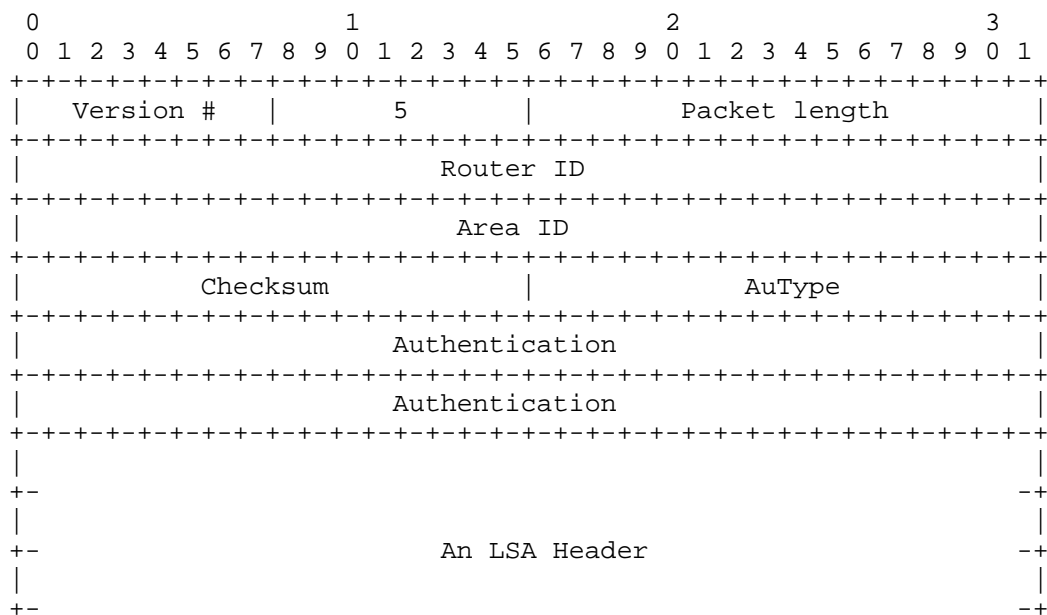 0                   1                   2                   3
 0 1 2 3 4 5 6 7 8 9 0 1 2 3 4 5 6 7 8 9 0 1 2 3 4 5 6 7 8 9 0 1
+-+-+-+-+-+-+-+-+-+-+-+-+-+-+-+-+-+-+-+-+-+-+-+-+-+-+-+-+-+-+-+-+
|   Version #   |       5       |         Packet length         |
+-+-+-+-+-+-+-+-+-+-+-+-+-+-+-+-+-+-+-+-+-+-+-+-+-+-+-+-+-+-+-+-+
|                          Router ID                            |
+-+-+-+-+-+-+-+-+-+-+-+-+-+-+-+-+-+-+-+-+-+-+-+-+-+-+-+-+-+-+-+-+
|                           Area ID                             |
+-+-+-+-+-+-+-+-+-+-+-+-+-+-+-+-+-+-+-+-+-+-+-+-+-+-+-+-+-+-+-+-+
|           Checksum            |             AuType            |
+-+-+-+-+-+-+-+-+-+-+-+-+-+-+-+-+-+-+-+-+-+-+-+-+-+-+-+-+-+-+-+-+
|                       Authentication                          |
+-+-+-+-+-+-+-+-+-+-+-+-+-+-+-+-+-+-+-+-+-+-+-+-+-+-+-+-+-+-+-+-+
|                       Authentication                          |
+-+-+-+-+-+-+-+-+-+-+-+-+-+-+-+-+-+-+-+-+-+-+-+-+-+-+-+-+-+-+-+-+
|                                                               |
+-                                                             -+
|                                                               |
+-                         An LSA Header                       -+
|                                                               |
+-                                                             -+